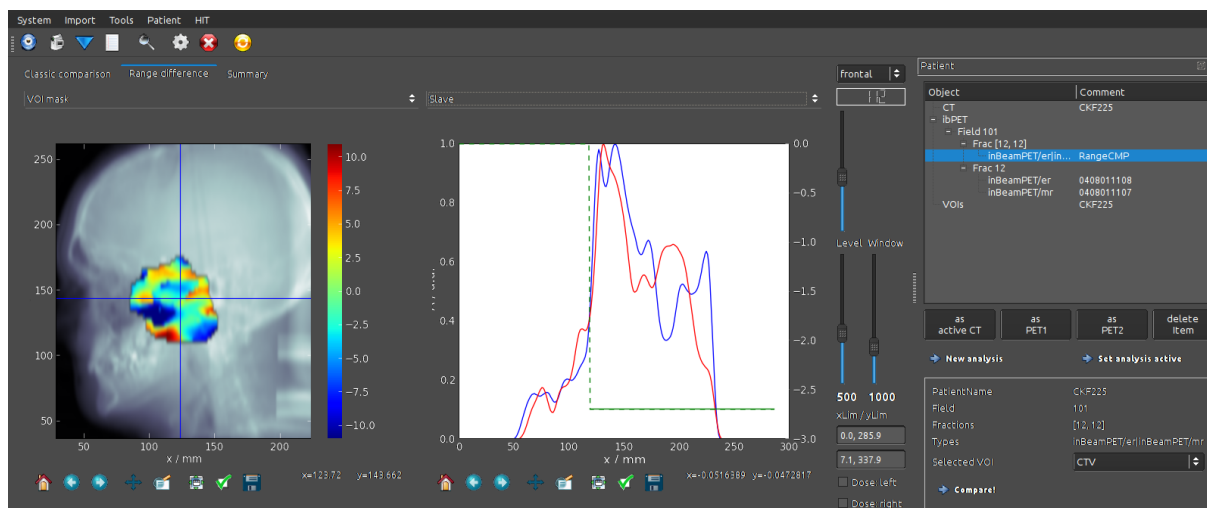 System Import Tools Patient HIT
Classic comparison Range difference Summary
VOI mask
Slave
frontal
112
250
200
150
100
50
50 100 150 200
x / mm
10.0
7.5
5.0
2.5
0.0
−2.5
−5.0
−7.5
−10.0
x=123.72 y=143.662
1.0
0.8
0.6
0.4
0.2
0.0
0 50 100 150 200 250 300
x / mm
0.0
−0.5
−1.0
−1.5
−2.0
−2.5
−3.0
x=-0.0516389 y=-0.0472817
Level Window
500 1000
xLim / yLim
0.0, 285.9
7.1, 337.9
Dose: left
Dose: right
Patient
Object Comment
CT CKF225
ibPET
Field 101
Frac [12, 12]
inBeamPET/er|in... RangeCMP
Frac 12
inBeamPET/er 0408011108
inBeamPET/mr 0408011107
VOIs CKF225
as active CT
as PET1
as PET2
delete Item
New analysis
Set analysis active
PatientName CKF225
Field 101
Fractions [12, 12]
Types inBeamPET/er|inBeamPET/mr
Selected VOI CTV
Compare!